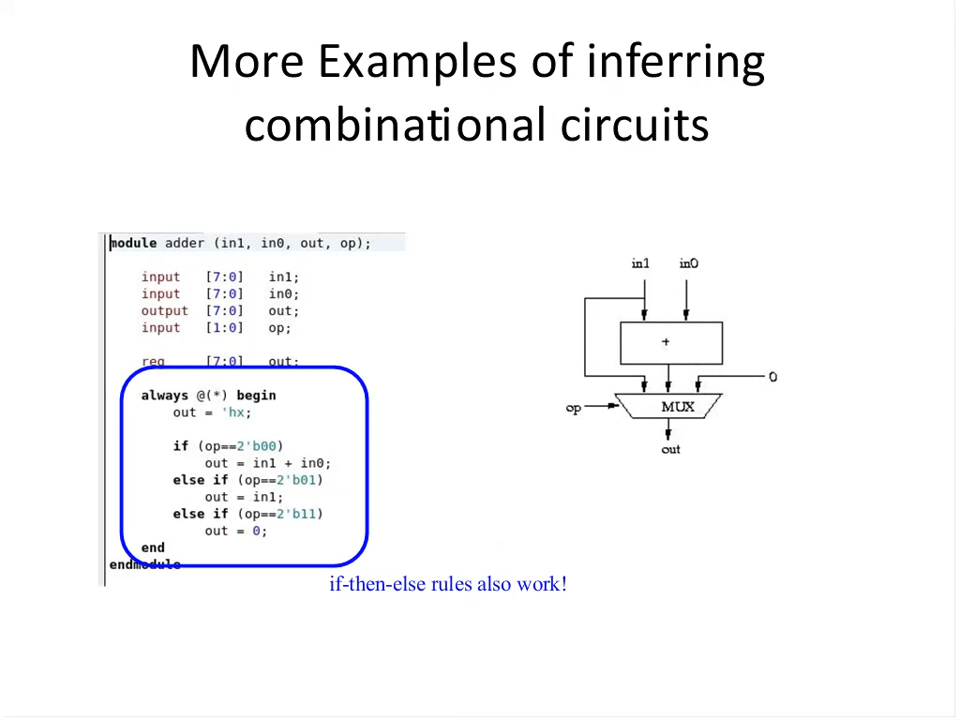 More Examples of inferring
combinational circuits
module adder (in1, in0, out, op);
input [7:0] in1;
input [7:0] in0;
output [7:0] out;
input [1:0] op;
reg [7:0] out;
always @(*) begin
out = 'hx;
if (op==2'b00)
out = in1 + in0;
else if (op==2'b01)
out = in1;
else if (op==2'b11)
out = 0;
end
endmodule
in1 in0
+
0
op MUX
out
if-then-else rules also work!